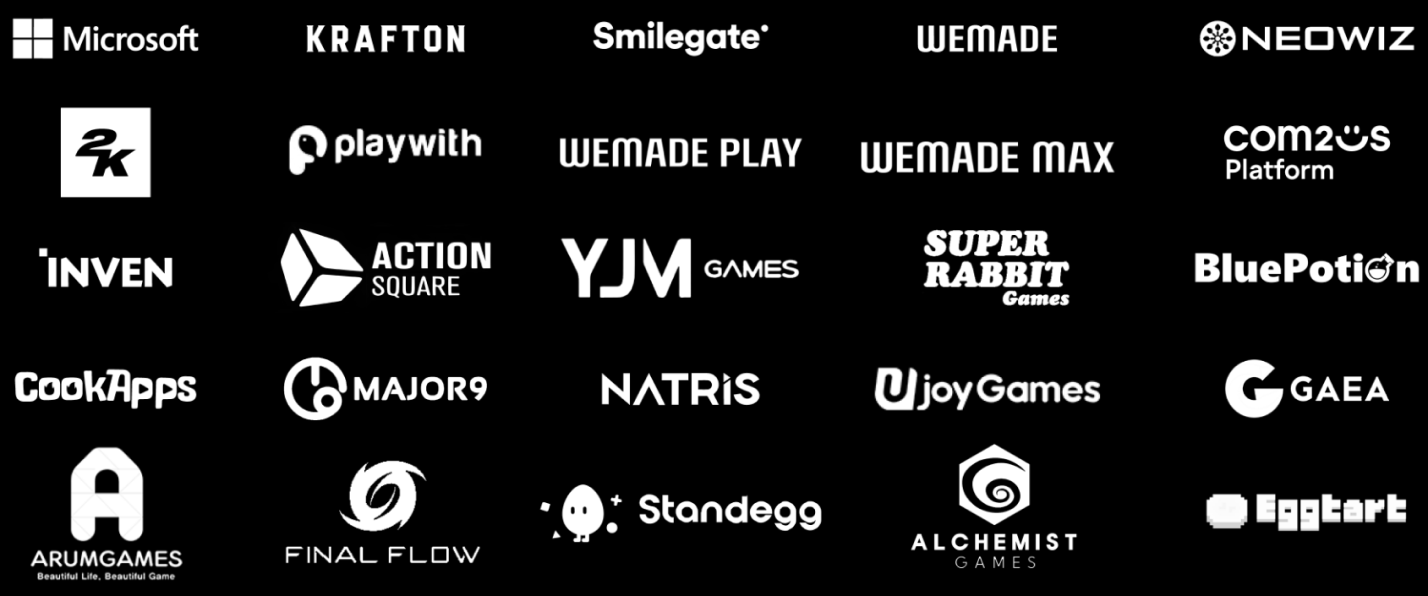 Microsoft
KRAFTON
Smilegate
WEMADE
NEOWIZ
2K
playwith
WEMADE PLAY
WEMADE MAX
com2us
Platform
INVEN
ACTION
SQUARE
YJM GAMES
SUPER
RABBIT
Games
BluePotion
CookApps
MAJOR9
NATRIS
UjoyGames
GAEA
ARUMGAMES
Beautiful Life, Beautiful Game
FINAL FLOW
Standegg
ALCHEMIST
GAMES
Eggtart